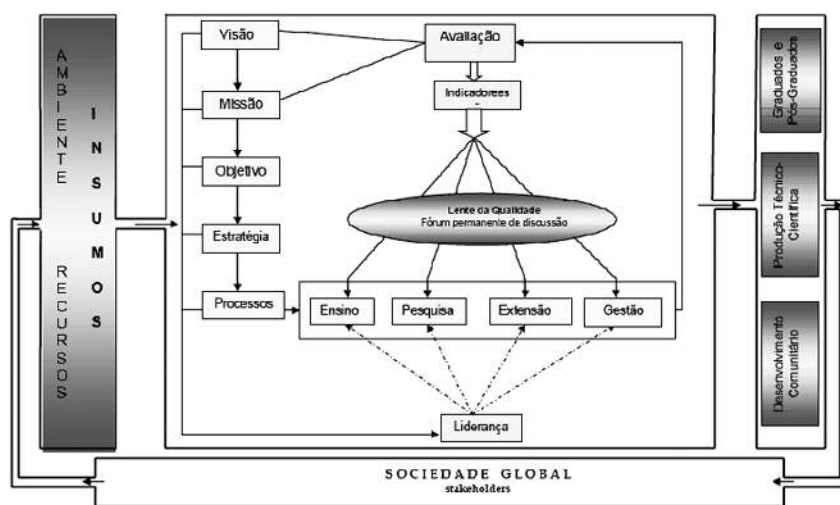 AMBIENTE
RECURSOS
INSUMOS
Visão
Missão
Objetivo
Estratégia
Processos
Avaliação
Indicadorees
-
Lente da Qualidade
Fórum permanente de discussão
Ensino
Pesquisa
Extensão
Gestão
Liderança
Graduados e
Pós-Graduados
Produção Técnico-
Científica
Desenvolvimento
Comunitário
SOCIEDADE GLOBAL
stakeholders